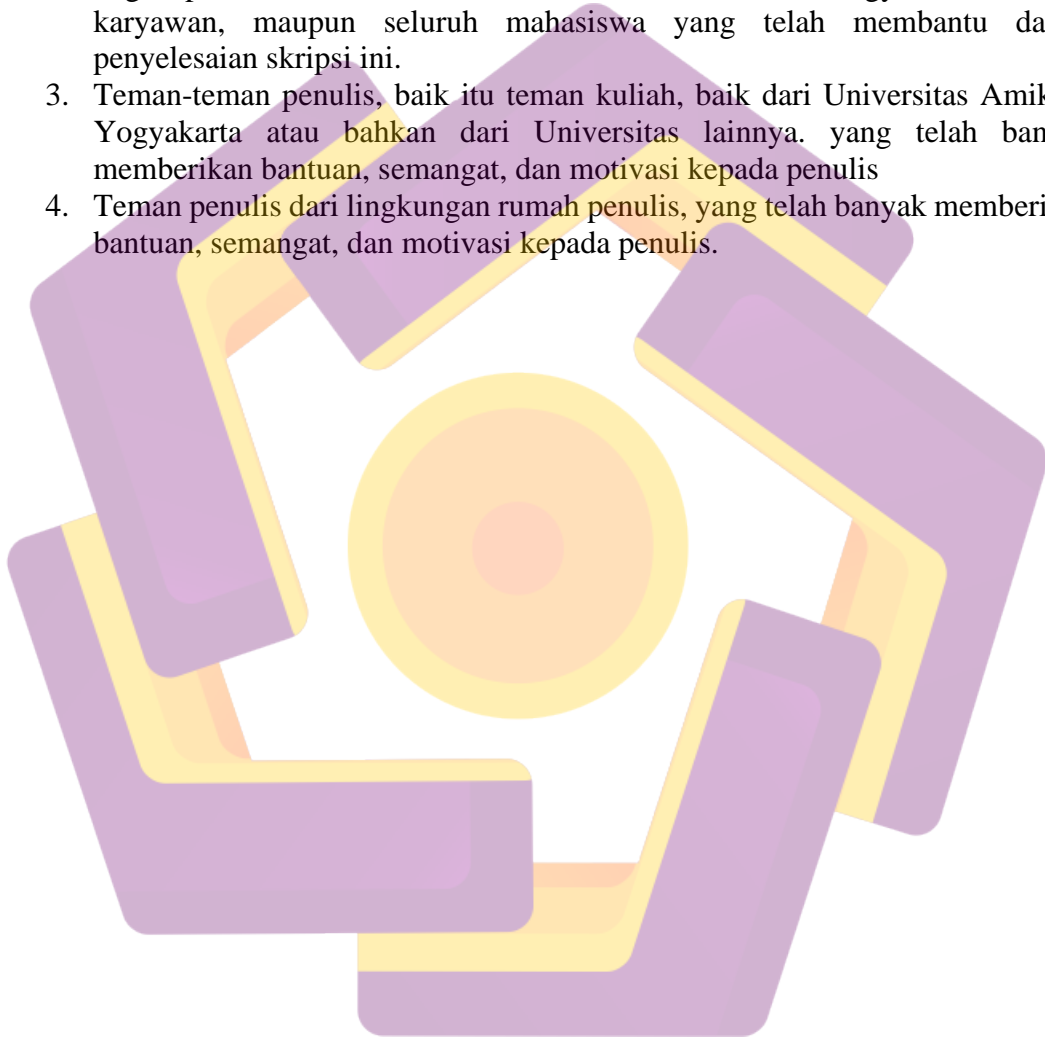 karyawan, maupun seluruh mahasiswa yang telah membantu da
penyelesaian skripsi ini.
3. Teman-teman penulis, baik itu teman kuliah, baik dari Universitas Amik
Yogyakarta atau bahkan dari Universitas lainnya. yang telah ban
memberikan bantuan, semangat, dan motivasi kepada penulis
4. Teman penulis dari lingkungan rumah penulis, yang telah banyak memberi
bantuan, semangat, dan motivasi kepada penulis.